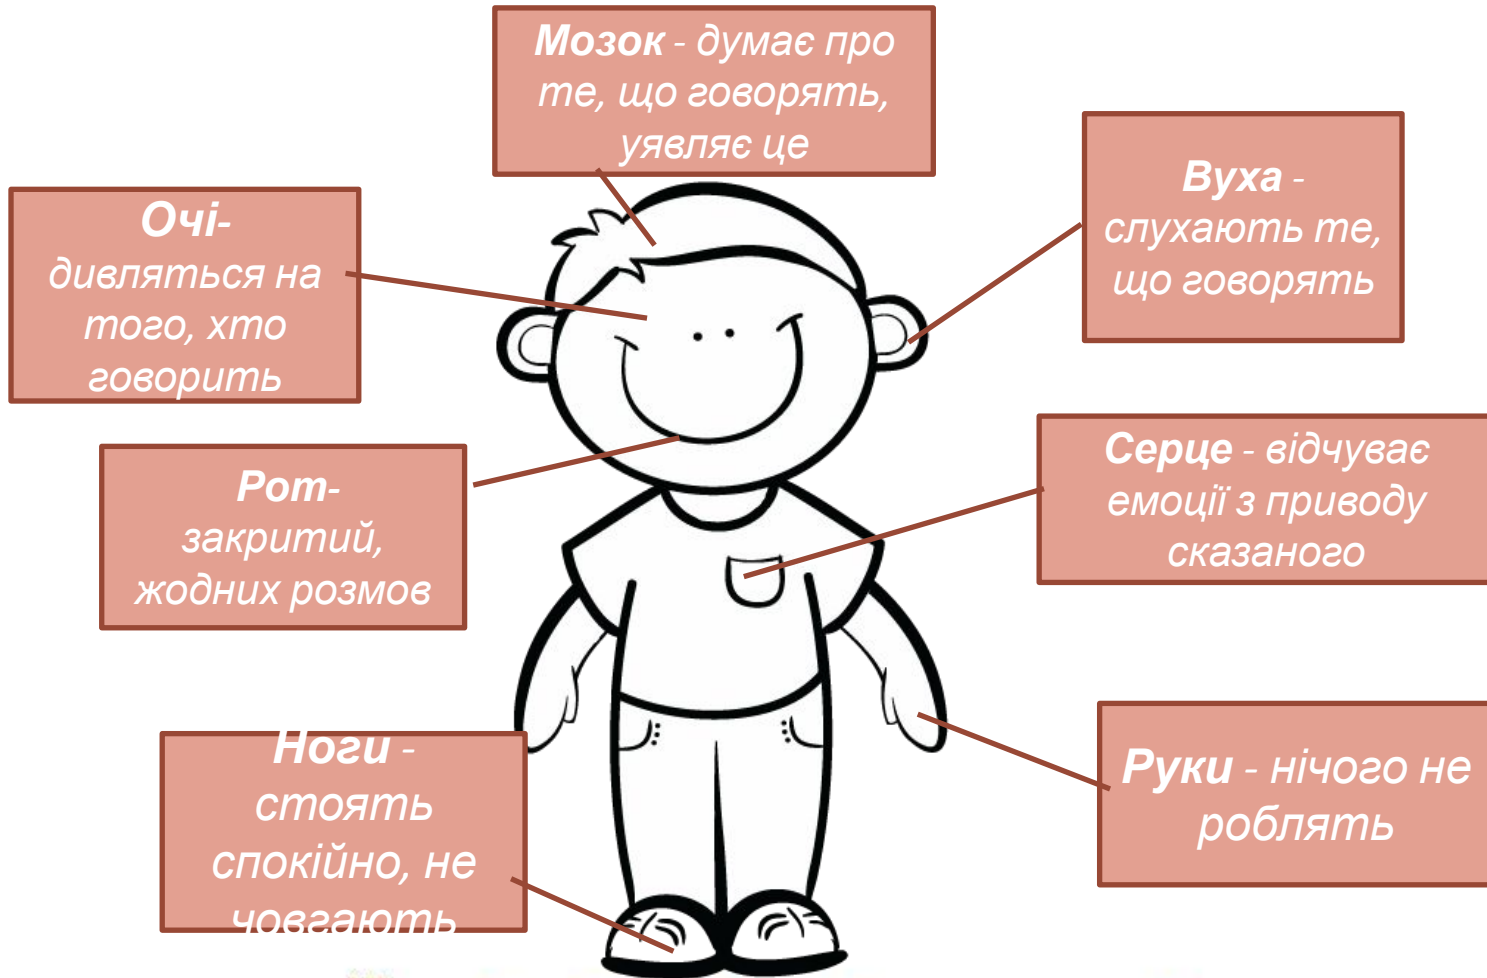 Мозок - думає про
те, що говорять,
уявляє це
Вуха -
слухають те,
що говорять
Очі-
дивляться на
того, хто
говорить
Рот-
закритий,
жодних розмов
Серце - відчуває
емоції з приводу
сказаного
Ноги -
стоять
спокійно, не
човгають
Руки - нічого не
роблять